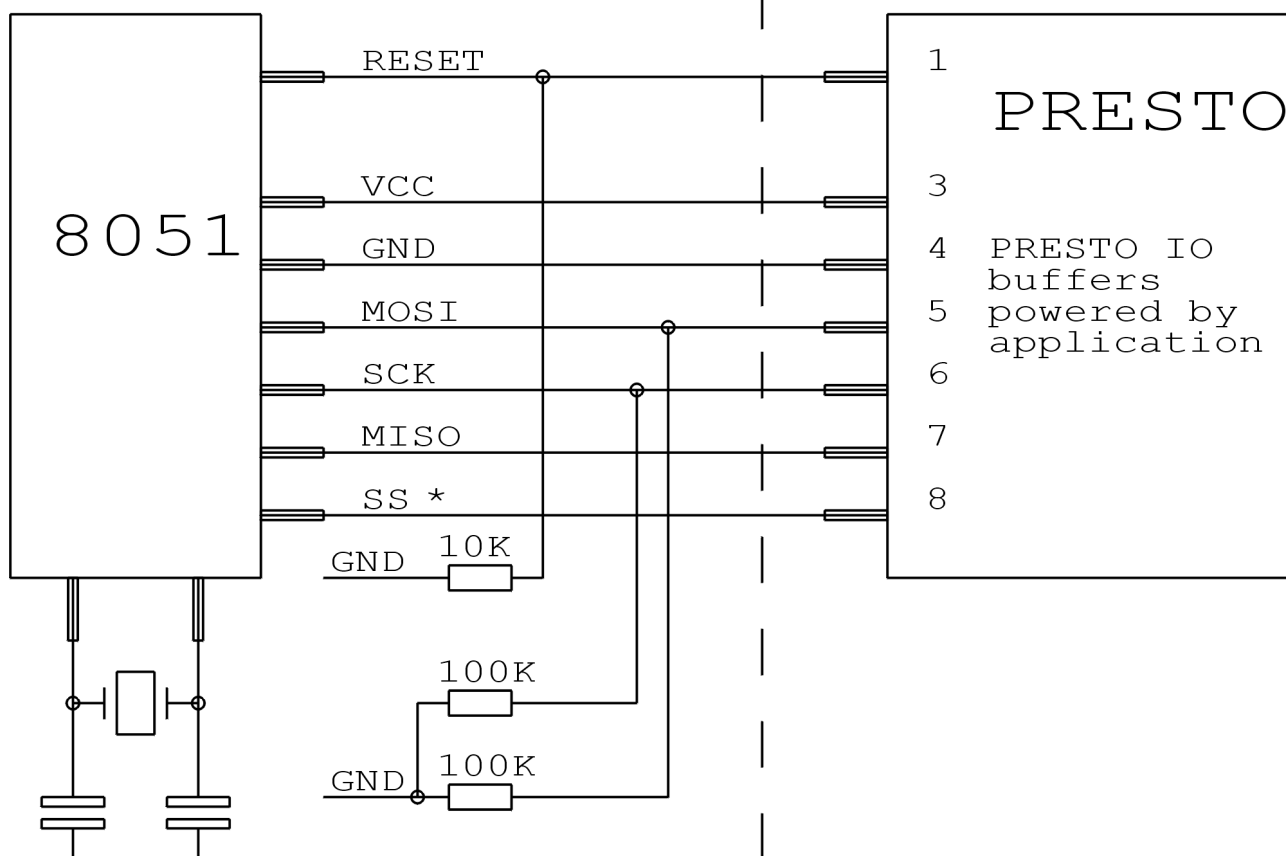 RESET
1
PRESTO
VCC
3
8051
GND
4
PRESTO IO
buffers
powered by
application
MOSI
5
SCK
6
MISO
7
SS *
8
GND
10K
100K
GND
100K